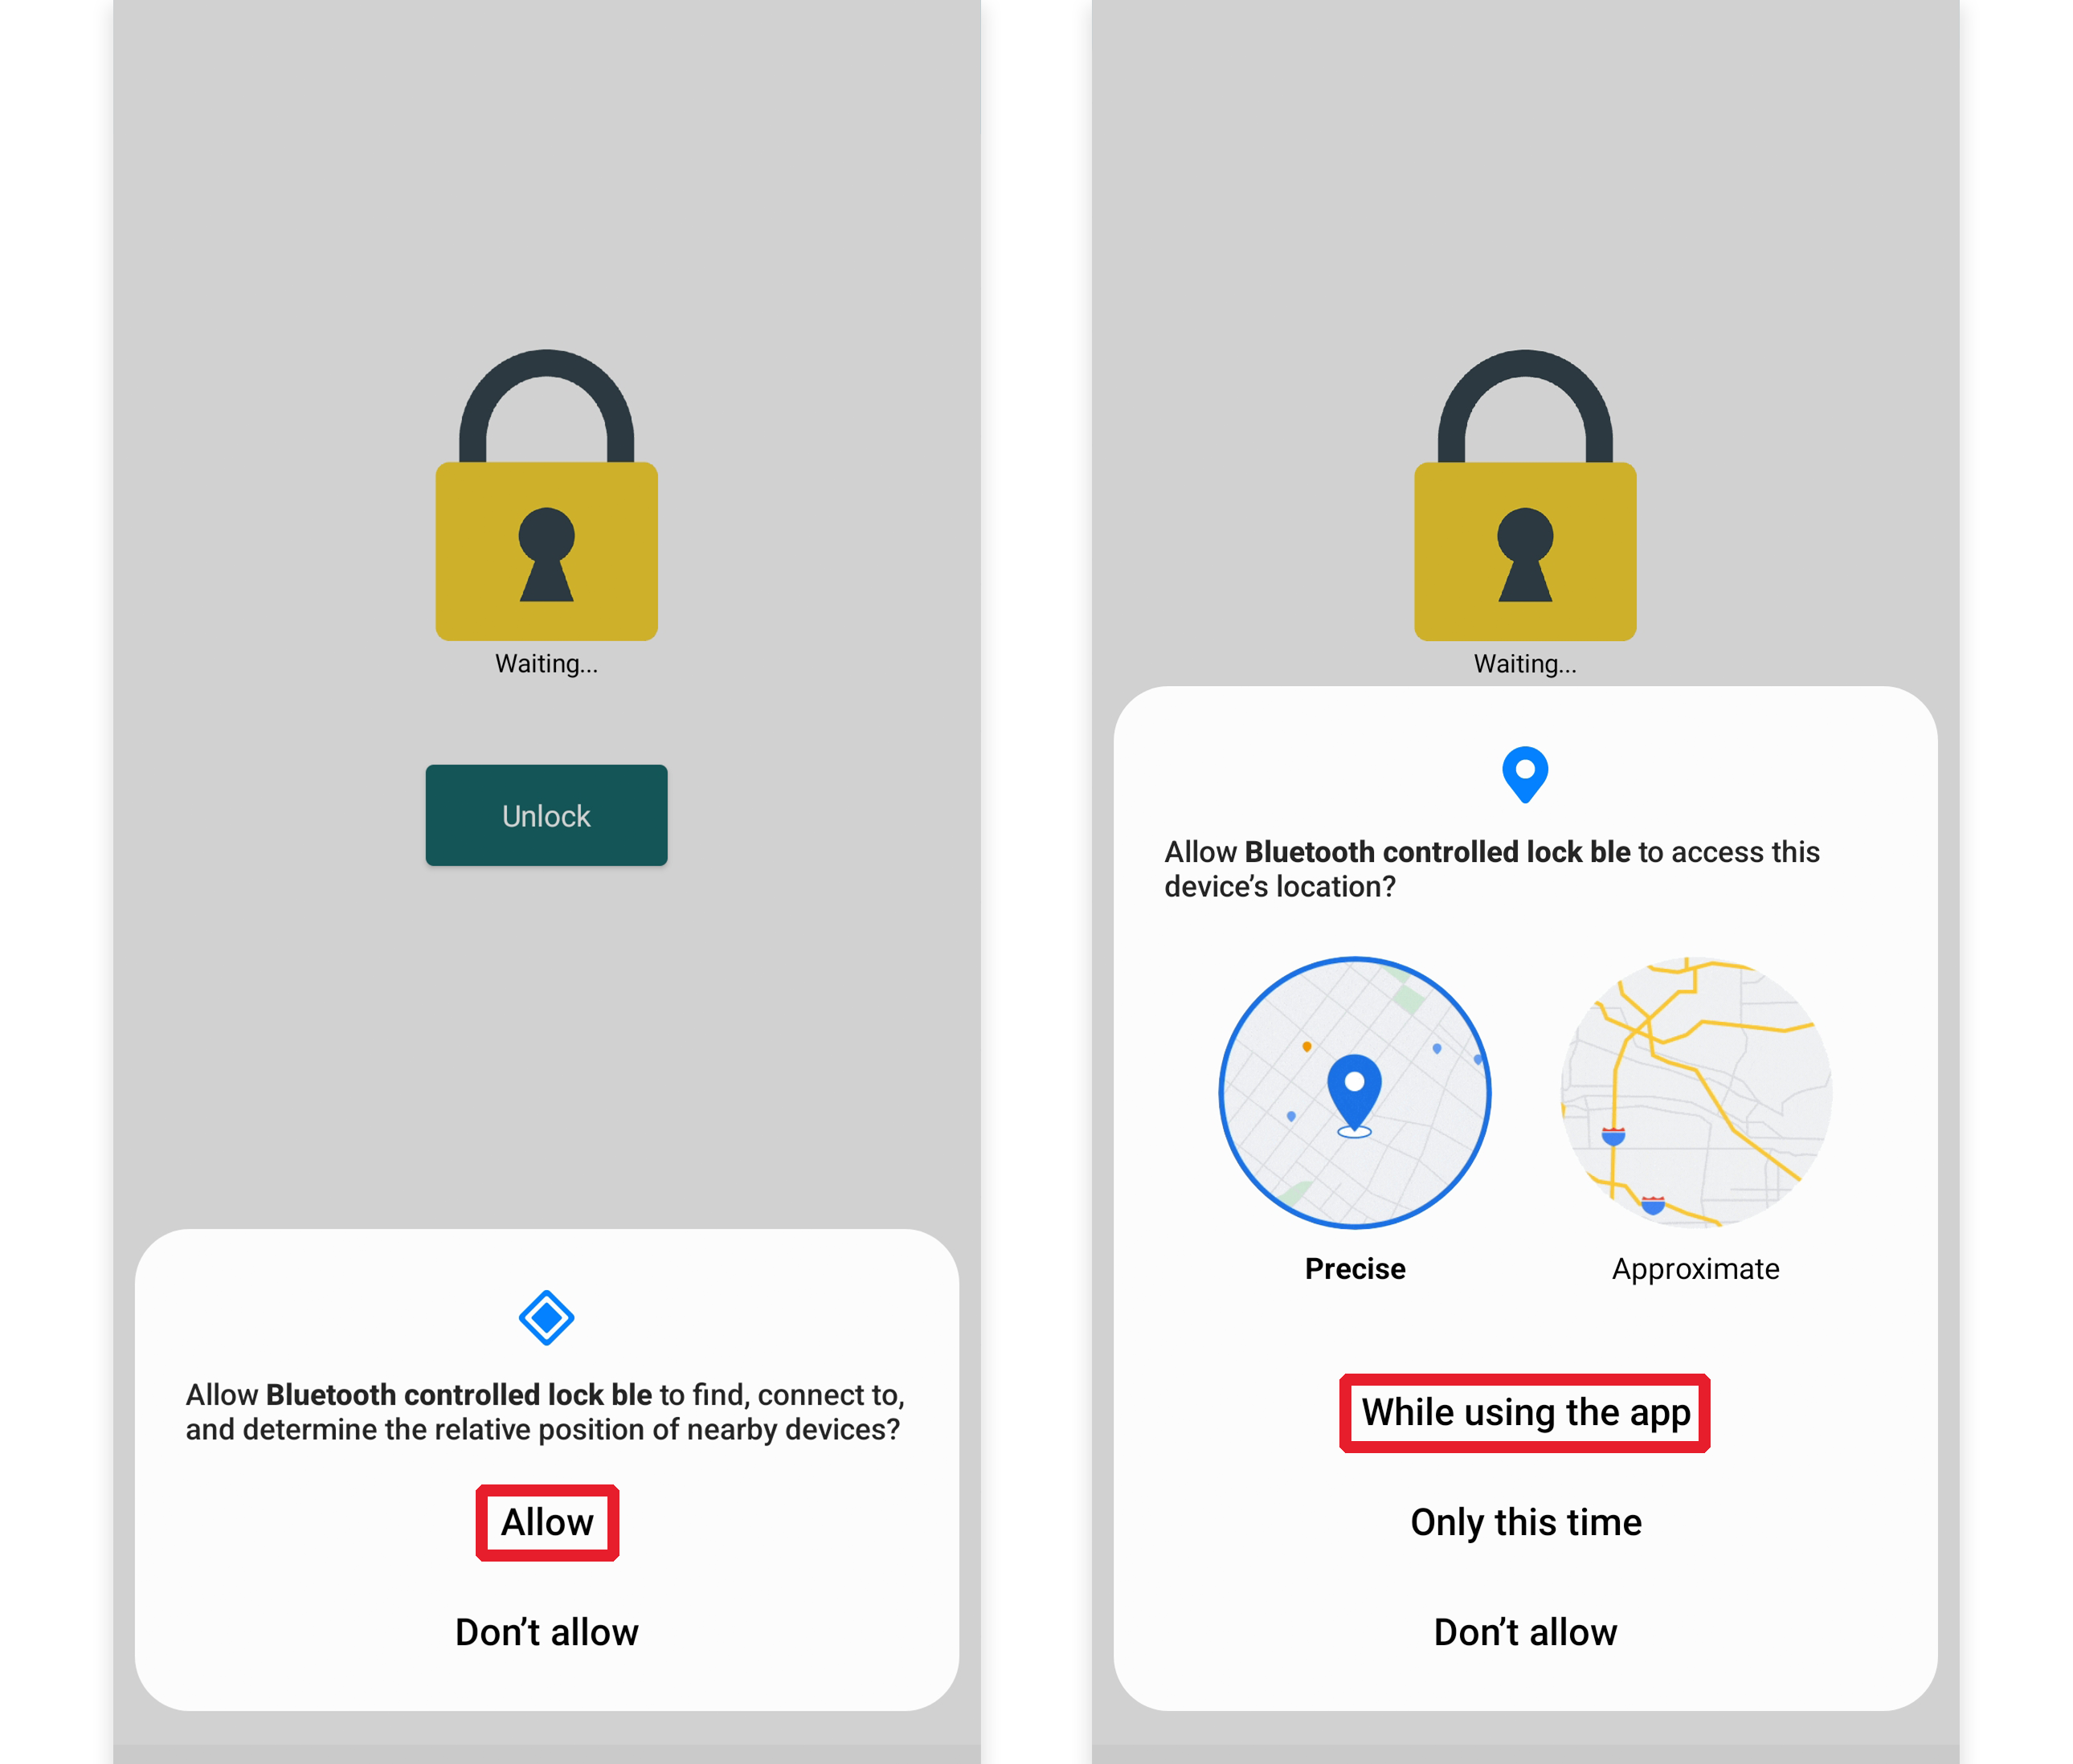 Waiting...
Unlock
Allow Bluetooth controlled lock ble to find, connect to,
and determine the relative position of nearby devices?
Allow
Don’t allow
Waiting...
Allow Bluetooth controlled lock ble to access this
device’s location?
Precise
Approximate
While using the app
Only this time
Don’t allow